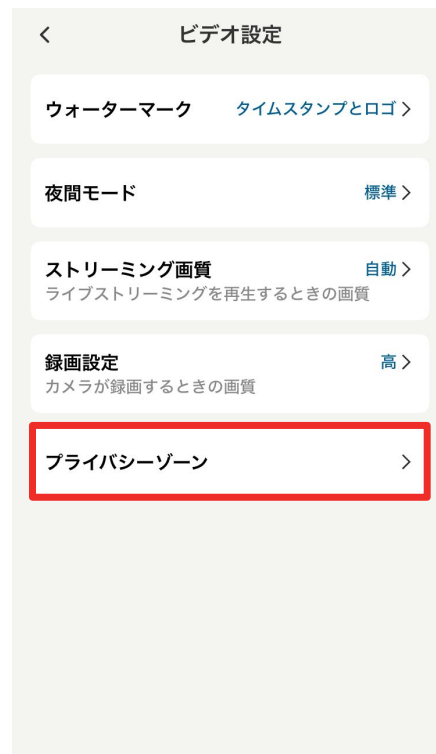 ビデオ設定
ウォーターマーク タイムスタンプとロゴ
夜間モード 標準
ストリーミング画質 自動
ライブストリーミングを再生するときの画質
録画設定 高
カメラが録画するときの画質
プライバシーゾーン